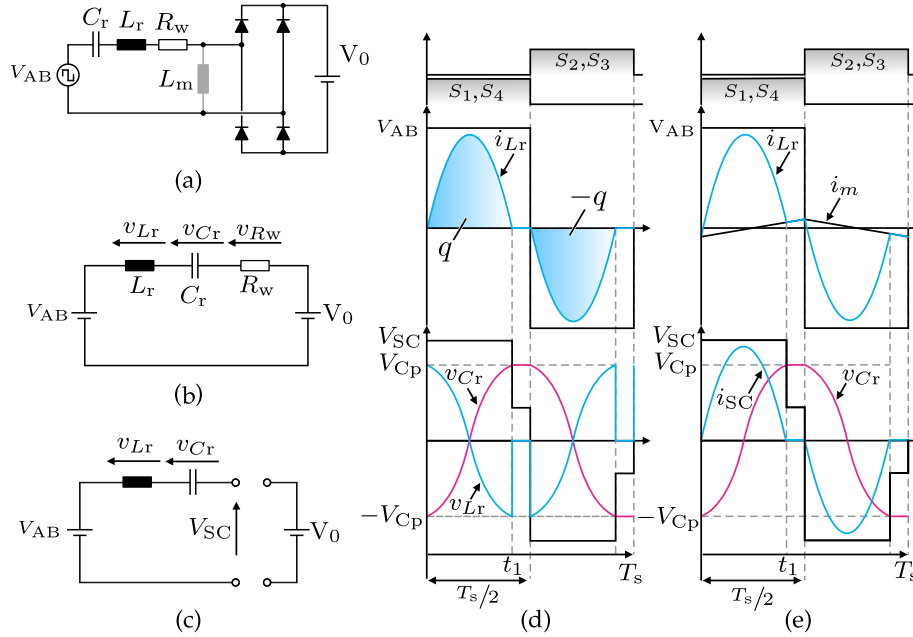 C_r L_r R_w
V_AB L_m V_0
(a)
v_Lr v_Cr v_Rw
V_AB L_r C_r R_w V_0
(b)
v_Lr v_Cr
V_AB V_SC V_0
(c)
S_2,S_3
S_1,S_4
V_AB
i_Lr
q
−q
V_SC
V_Cp
v_Cr
v_Lr
−V_Cp
t_1 T_s
T_s/2
(d)
S_2,S_3
S_1,S_4
V_AB
i_Lr
i_m
V_SC
V_Cp
i_SC
v_Cr
−V_Cp
t_1 T_s
T_s/2
(e)